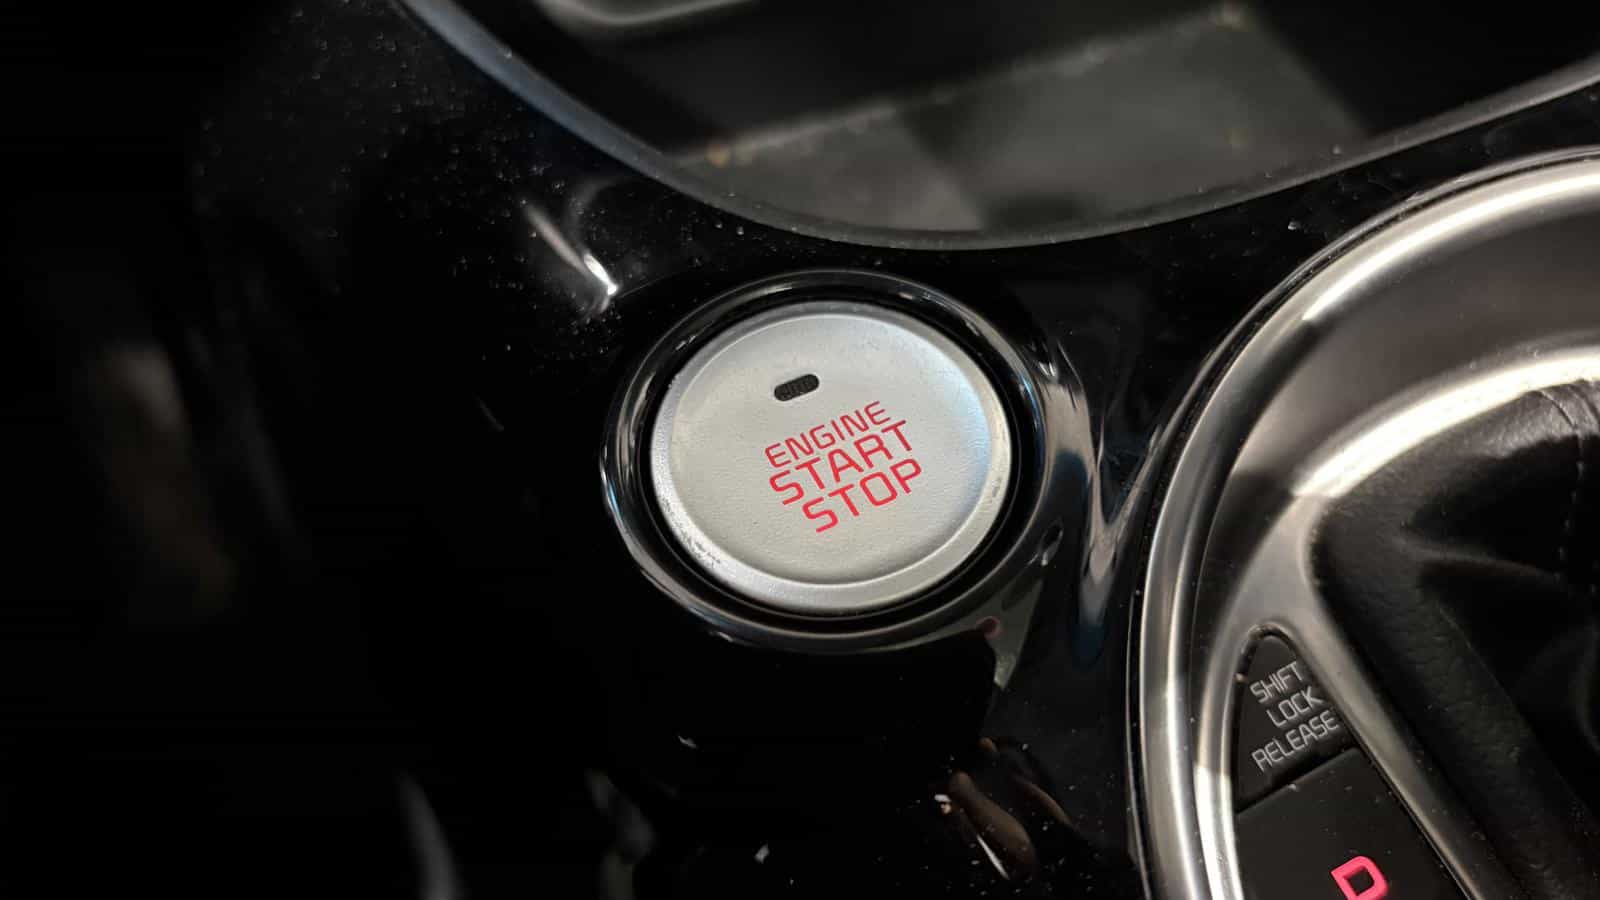 ENGINE
START
STOP
SHIFT
LOCK
RELEASE
D